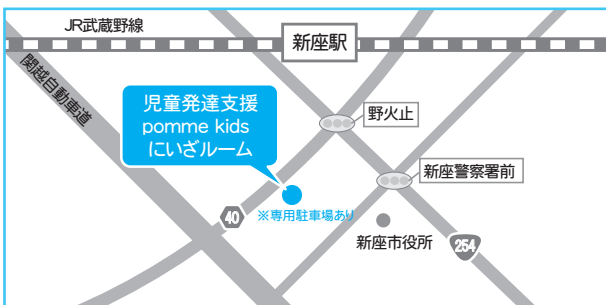 JR武蔵野線
新座駅
関越自動車道
児童発達支援
pomme kids
にいざルーム
野火止
新座警察署前
40
※専用駐車場あり
新座市役所
254